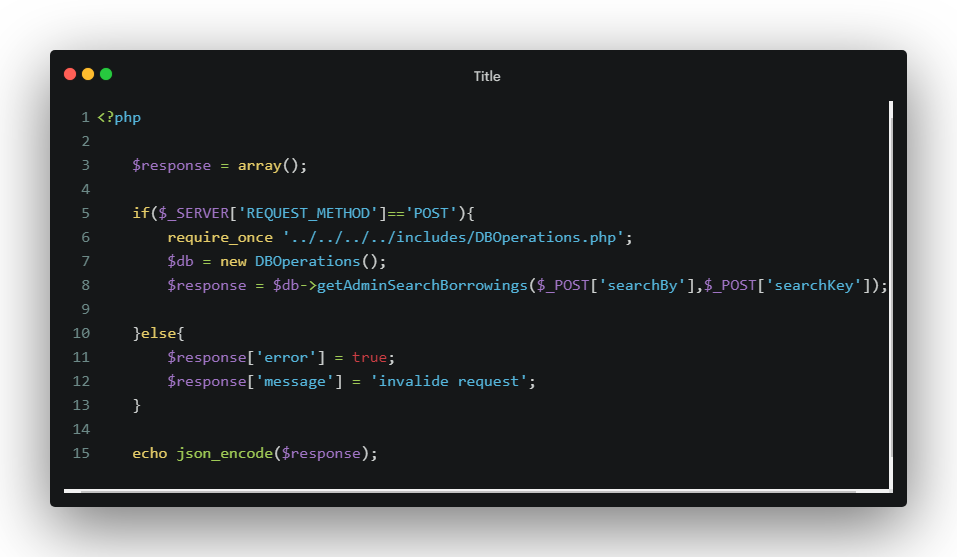 Title
1 <?php
2
3     $response = array();
4
5     if($_SERVER['REQUEST_METHOD']=='POST'){
6         require_once '../../../../includes/DBOperations.php';
7         $db = new DBOperations();
8         $response = $db->getAdminSearchBorrowings($_POST['searchBy'],$_POST['searchKey']);
9
10     }else{
11         $response['error'] = true;
12         $response['message'] = 'invalide request';
13     }
14
15     echo json_encode($response);